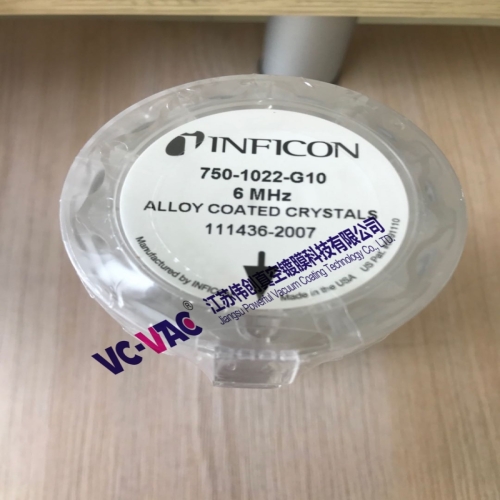 INFICON
750-1022-G10
6 MHz
ALLOY COATED CRYSTALS
111436-2007
Manufactured by INFIC
Made in the USA
US Pat.
VC-VAC®
江苏伟创真空镀膜科技有限公司
Jiangsu Powerful Vacuum Coating Technology Co., LTD